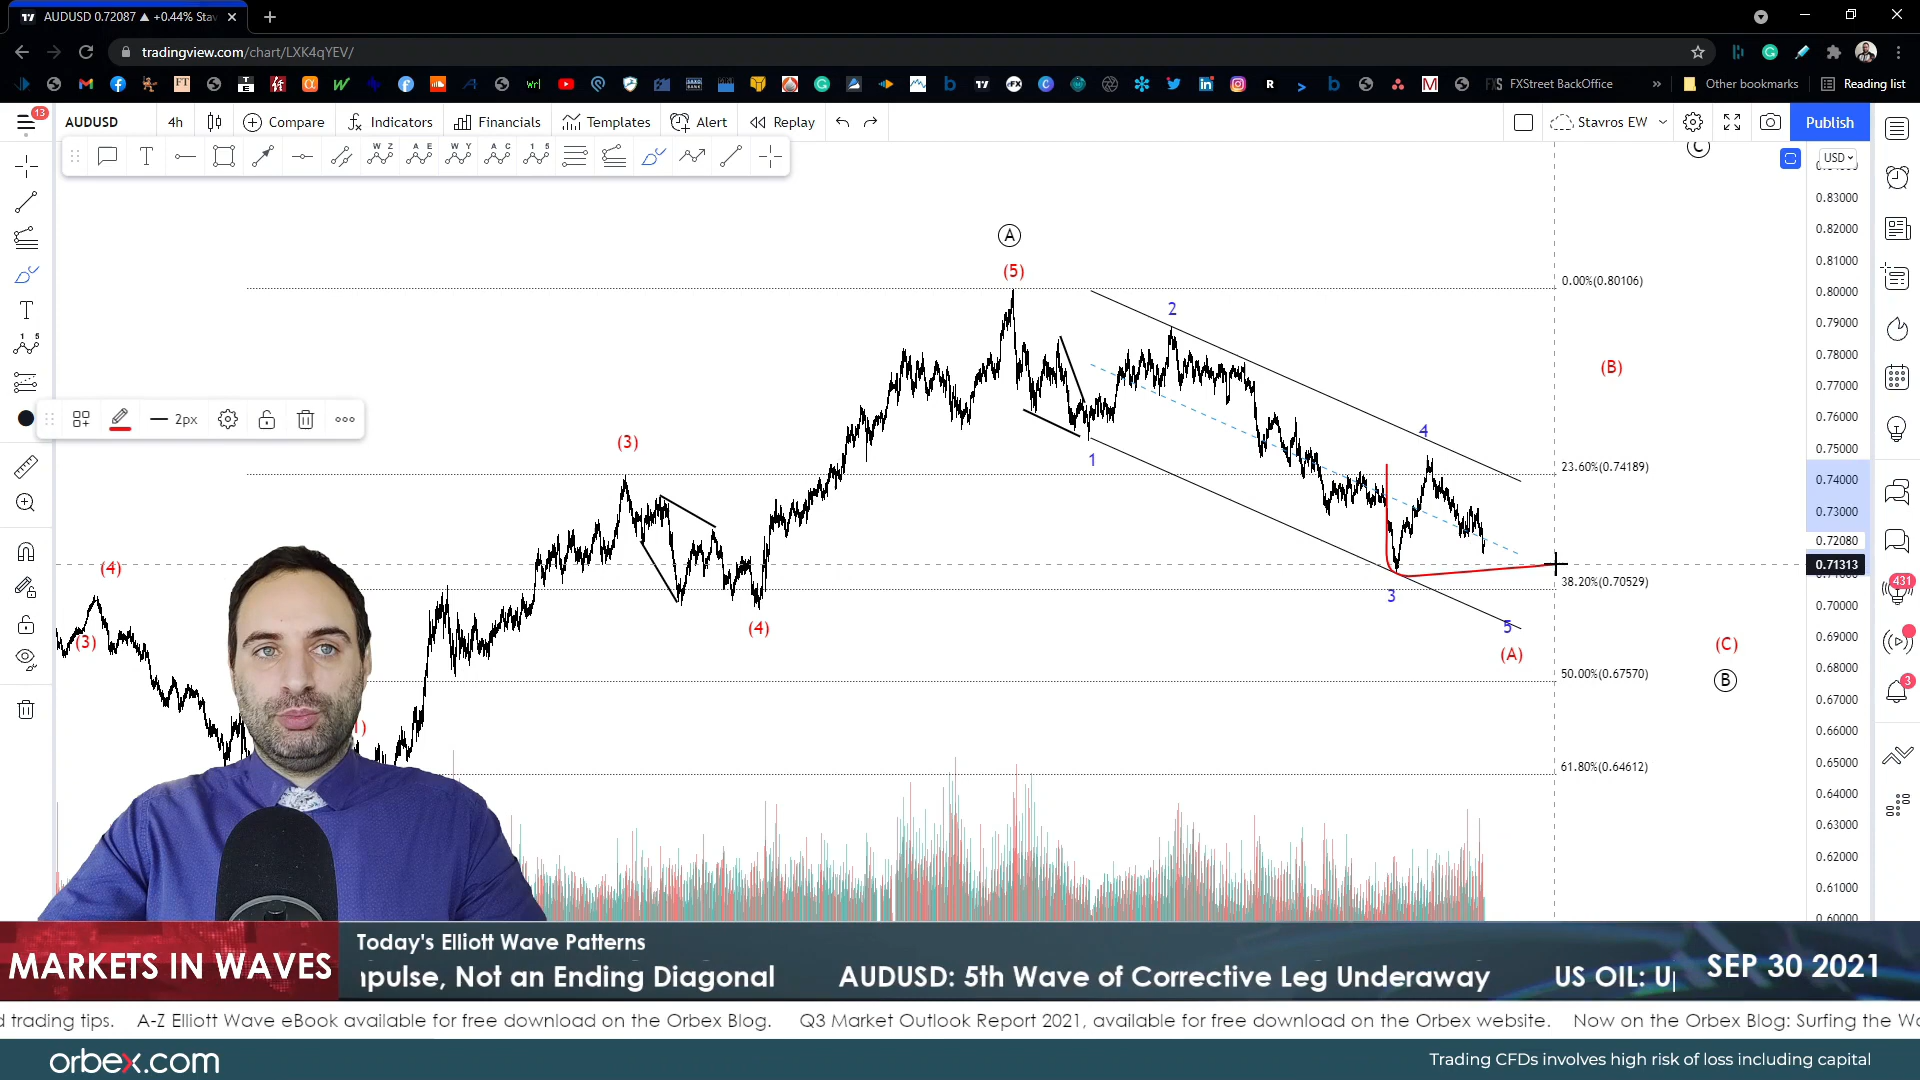 AUDUSD 0.72087 ▲ +0.44% Stav
tradingview.com/chart/LXK4qYEV/
FXStreet BackOffice
Other bookmarks
Reading list
13
AUDUSD 4h Compare Indicators Financials Templates Alert Replay Stavros EW Publish
W Z A E W Y A C 1 5
USD
C
0.83000
0.82000
0.81000
0.80000
0.79000
0.78000
0.77000
0.76000
0.75000
0.74000
0.73000
0.72080
0.71313
0.70000
0.69000
0.68000
0.67000
0.66000
0.65000
0.64000
0.63000
0.62000
0.61000
0.60000
A
(5)
0.00%(0.80106)
2
(B)
2px
4
(3)
1
23.60%(0.74189)
(4)
38.20%(0.70529)
3
431
(3)
(4)
5
(A)
(C)
B
50.00%(0.67570)
3
61.80%(0.64612)
MARKETS IN WAVES
Today's Elliott Wave Patterns
pulse, Not an Ending Diagonal AUDUSD: 5th Wave of Corrective Leg Underaway US OIL: U
SEP 30 2021
d trading tips. A-Z Elliott Wave eBook available for free download on the Orbex Blog. Q3 Market Outlook Report 2021, available for free download on the Orbex website. Now on the Orbex Blog: Surfing the Wa
orbex.com
Trading CFDs involves high risk of loss including capital